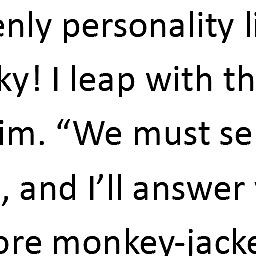 enly personality li
ky! I leap with th
im. “We must se
, and I’ll answer
ore monkey-jacke